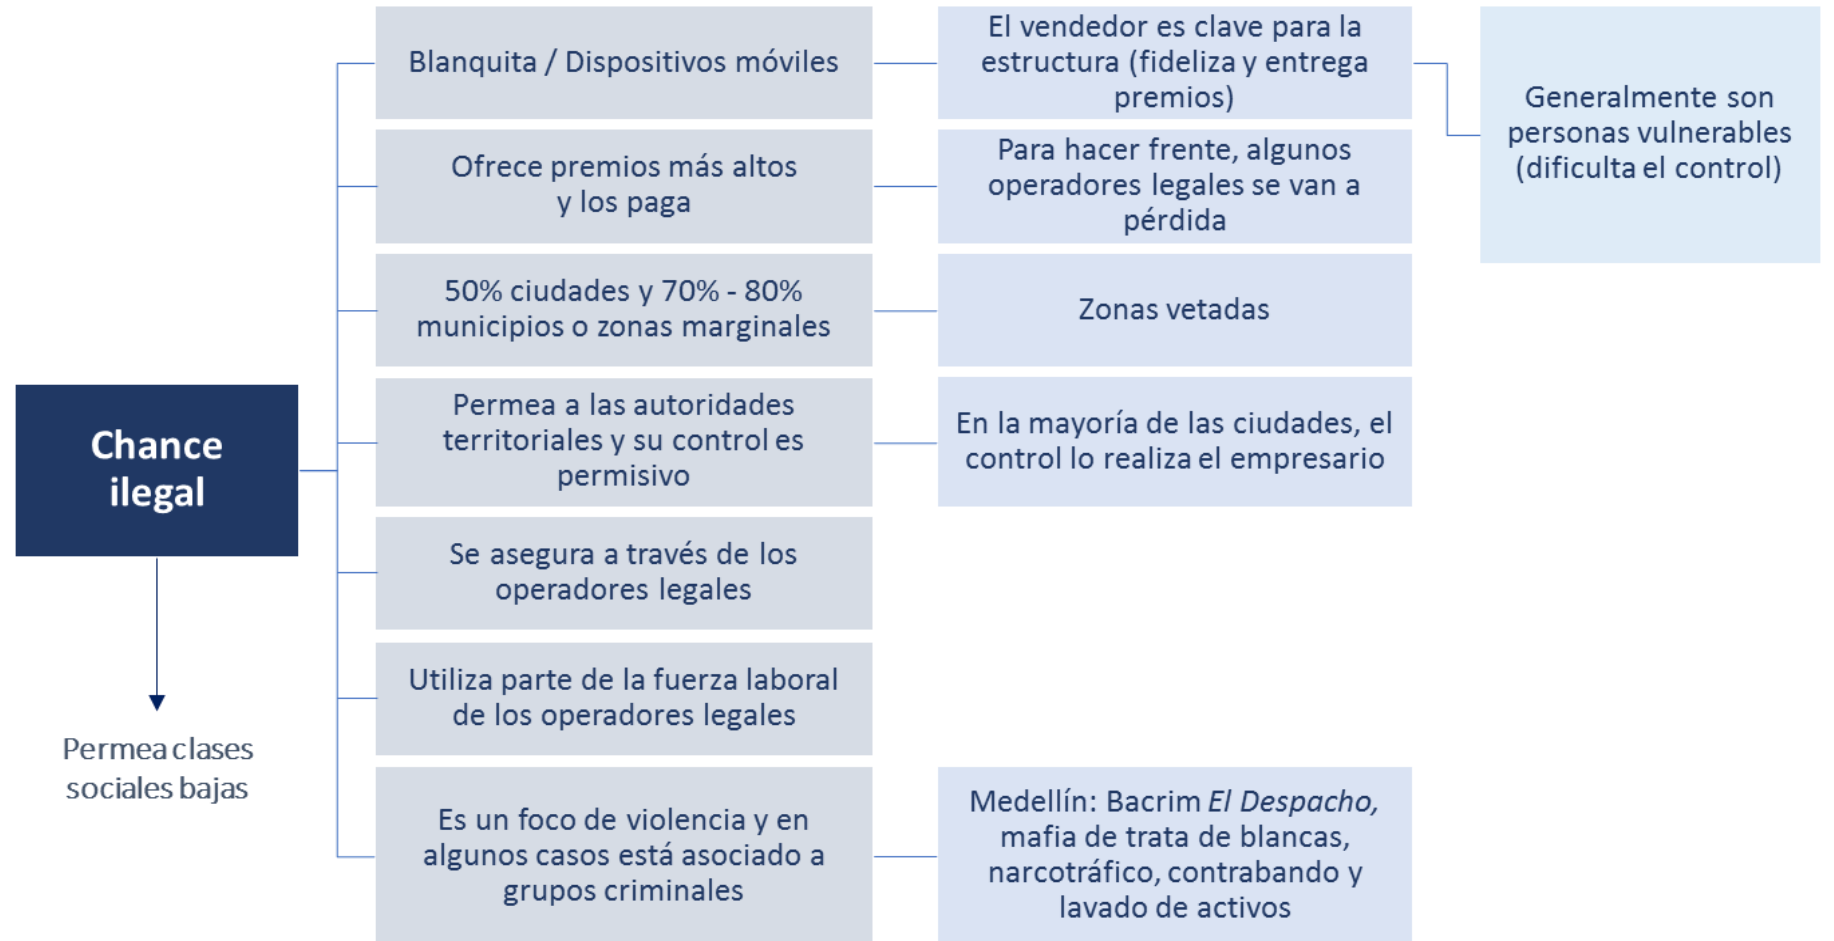 Chance
ilegal
Permea clases
sociales bajas
Blanquita / Dispositivos móviles
El vendedor es clave para la
estructura (fideliza y entrega
premios)
Generalmente son
personas vulnerables
(dificulta el control)
Ofrece premios más altos
y los paga
Para hacer frente, algunos
operadores legales se van a
pérdida
50% ciudades y 70% - 80%
municipios o zonas marginales
Zonas vetadas
Permea a las autoridades
territoriales y su control es
permisivo
En la mayoría de las ciudades, el
control lo realiza el empresario
Se asegura a través de los
operadores legales
Utiliza parte de la fuerza laboral
de los operadores legales
Es un foco de violencia y en
algunos casos está asociado a
grupos criminales
Medellín: Bacrim El Despacho,
mafia de trata de blancas,
narcotráfico, contrabando y
lavado de activos